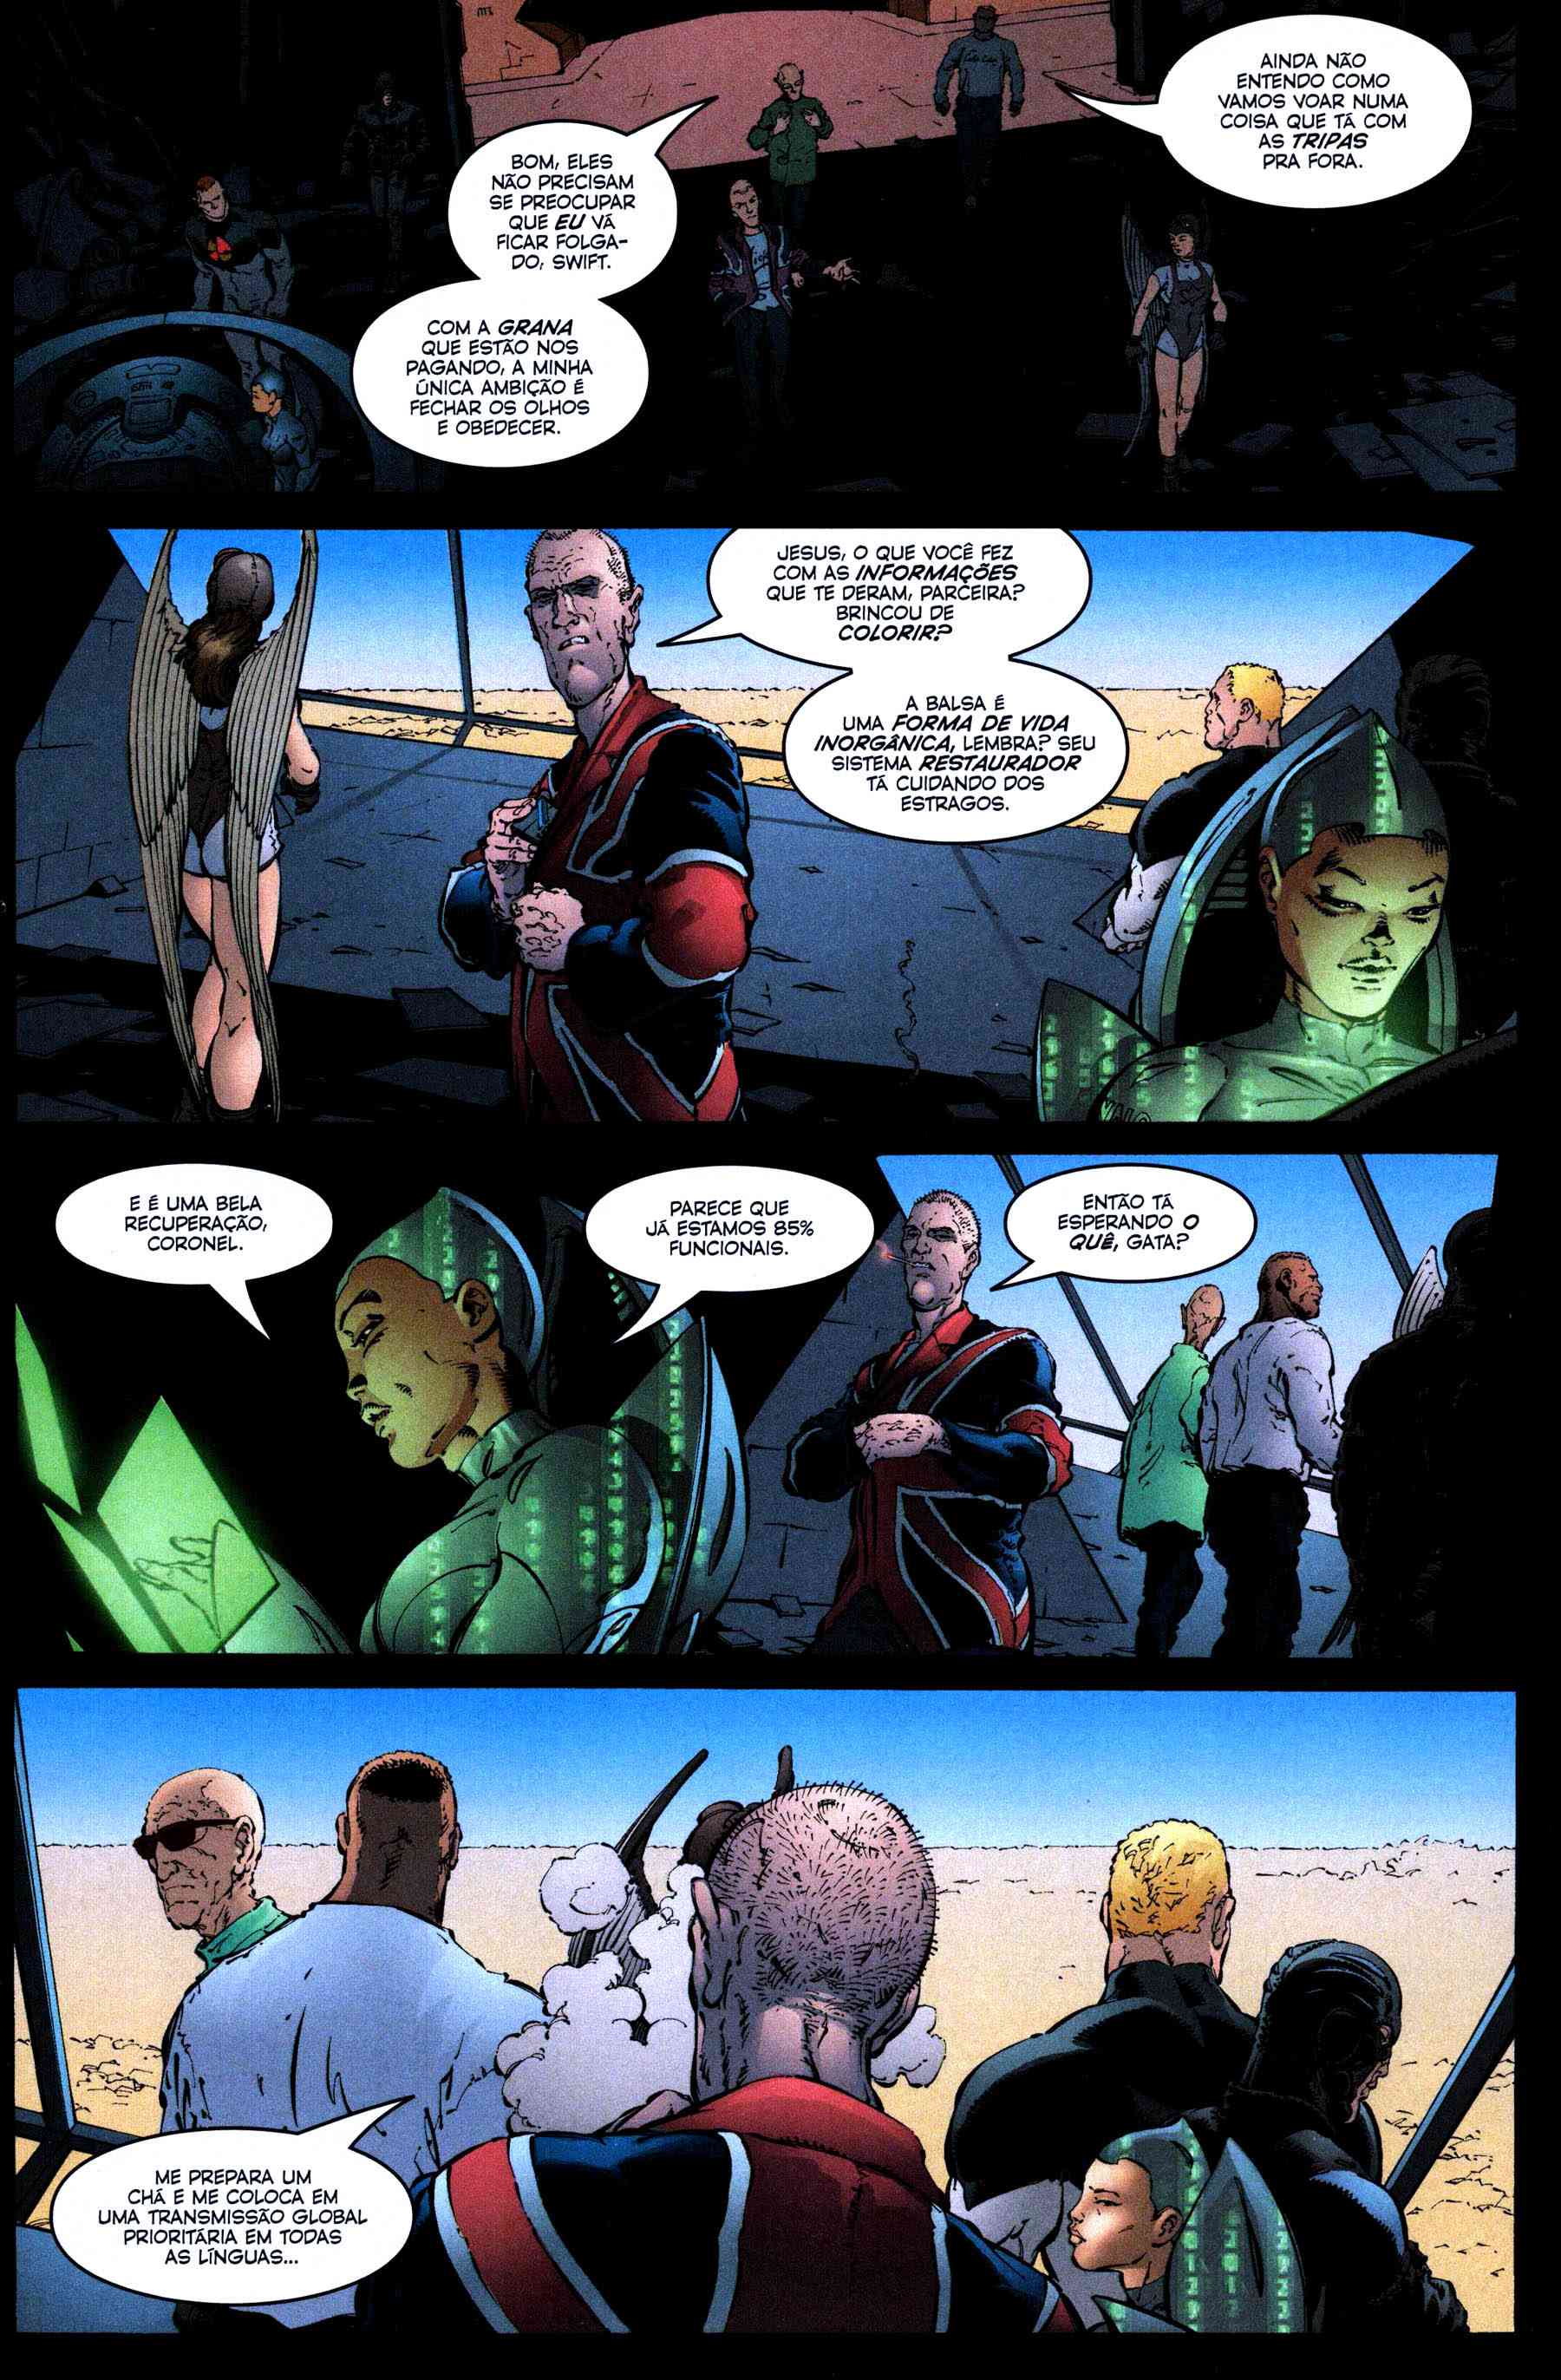 BOM, ELES
NÃO PRECISAM
SE PREOCUPAR
QUE EU VÁ
FICAR FOLGA-
DO, SWIFT.
COM A GRANA
QUE ESTÃO NOS
PAGANDO, A MINHA
ÚNICA AMBIÇÃO É
FECHAR OS OLHOS
E OBEDECER.
AINDA NÃO
ENTENDO COMO
VAMOS VOAR NUMA
COISA QUE TÁ COM
AS TRIPAS
PRA FORA.
JESUS, O QUE VOCÊ FEZ
COM AS INFORMAÇÕES
QUE TE DERAM, PARCEIRA?
BRINCOU DE
COLORIR?
A BALSA É
UMA FORMA DE VIDA
INORGÂNICA, LEMBRA? SEU
SISTEMA RESTAURADOR
TÁ CUIDANDO DOS
ESTRAGOS.
E É UMA BELA
RECUPERAÇÃO,
CORONEL.
PARECE QUE
JÁ ESTAMOS 85%
FUNCIONAIS.
ENTÃO TÁ
ESPERANDO O
QUÊ, GATA?
ME PREPARA UM
CHÁ E ME COLOCA EM
UMA TRANSMISSÃO GLOBAL
PRIORITÁRIA EM TODAS
AS LÍNGUAS...